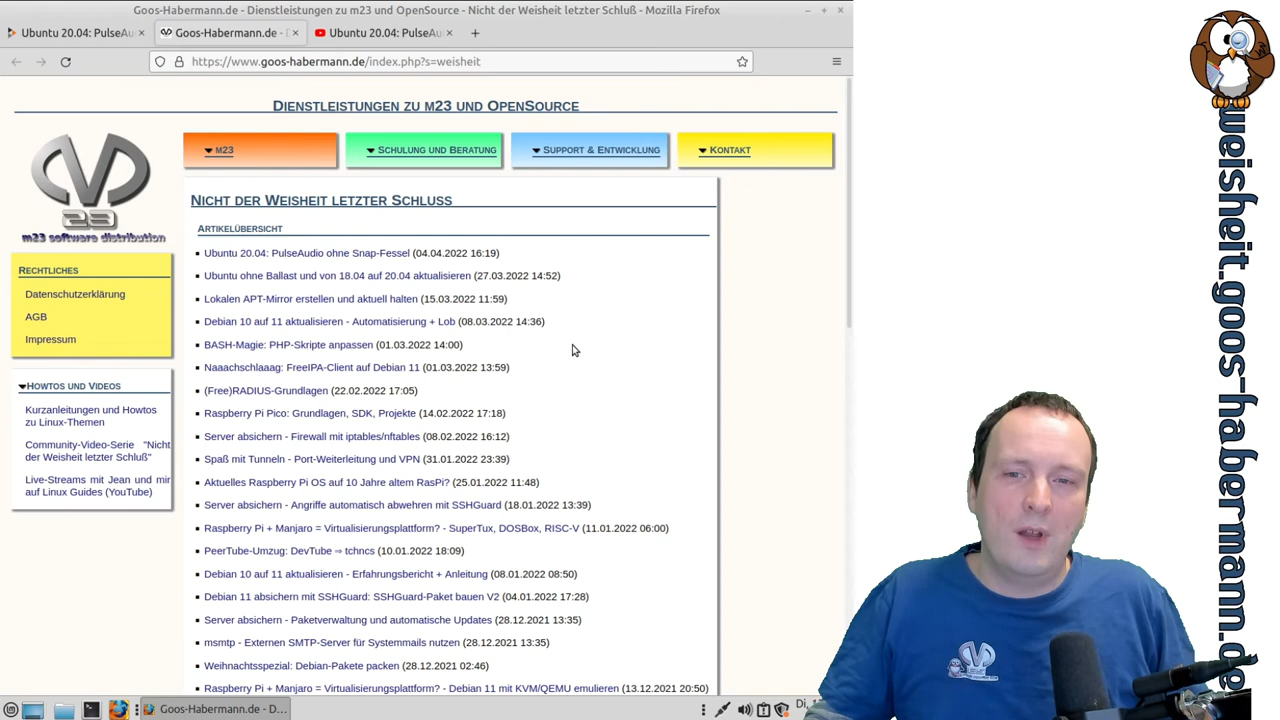 Goos-Habermann.de - Dienstleistungen zu m23 und OpenSource - Nicht der Weisheit letzter Schluß - Mozilla Firefox
Ubuntu 20.04: PulseAu
Goos-Habermann.de - D
Ubuntu 20.04: PulseAu
https://www.goos-habermann.de/index.php?s=weisheit
Dienstleistungen zu m23 und OpenSource
m23
Schulung und Beratung
Support & Entwicklung
Kontakt
23
m23 software distribution
Rechtliches
Datenschutzerklärung
AGB
Impressum
Howtos und Videos
Kurzanleitungen und Howtos
zu Linux-Themen
Community-Video-Serie "Nicht
der Weisheit letzter Schluß"
Live-Streams mit Jean und mir
auf Linux Guides (YouTube)
Nicht der Weisheit letzter Schluss
Artikelübersicht
Ubuntu 20.04: PulseAudio ohne Snap-Fessel (04.04.2022 16:19)
Ubuntu ohne Ballast und von 18.04 auf 20.04 aktualisieren (27.03.2022 14:52)
Lokalen APT-Mirror erstellen und aktuell halten (15.03.2022 11:59)
Debian 10 auf 11 aktualisieren - Automatisierung + Lob (08.03.2022 14:36)
BASH-Magie: PHP-Skripte anpassen (01.03.2022 14:00)
Naaachschlaaag: FreeIPA-Client auf Debian 11 (01.03.2022 13:59)
(Free)RADIUS-Grundlagen (22.02.2022 17:05)
Raspberry Pi Pico: Grundlagen, SDK, Projekte (14.02.2022 17:18)
Server absichern - Firewall mit iptables/nftables (08.02.2022 16:12)
Spaß mit Tunneln - Port-Weiterleitung und VPN (31.01.2022 23:39)
Aktuelles Raspberry Pi OS auf 10 Jahre altem RasPi? (25.01.2022 11:48)
Server absichern - Angriffe automatisch abwehren mit SSHGuard (18.01.2022 13:39)
Raspberry Pi + Manjaro = Virtualisierungsplattform? - SuperTux, DOSBox, RISC-V (11.01.2022 06:00)
PeerTube-Umzug: DevTube ⇒ tchncs (10.01.2022 18:09)
Debian 10 auf 11 aktualisieren - Erfahrungsbericht + Anleitung (08.01.2022 08:50)
Debian 11 absichern mit SSHGuard: SSHGuard-Paket bauen V2 (04.01.2022 17:28)
Server absichern - Paketverwaltung und automatische Updates (28.12.2021 13:35)
msmtp - Externen SMTP-Server für Systemmails nutzen (28.12.2021 13:35)
Weihnachtsspezial: Debian-Pakete packen (28.12.2021 02:46)
Raspberry Pi + Manjaro = Virtualisierungsplattform? - Debian 11 mit KVM/QEMU emulieren (13.12.2021 20:50)
Goos-Habermann.de - D...
Di,
weisheit.goos-habermann.de